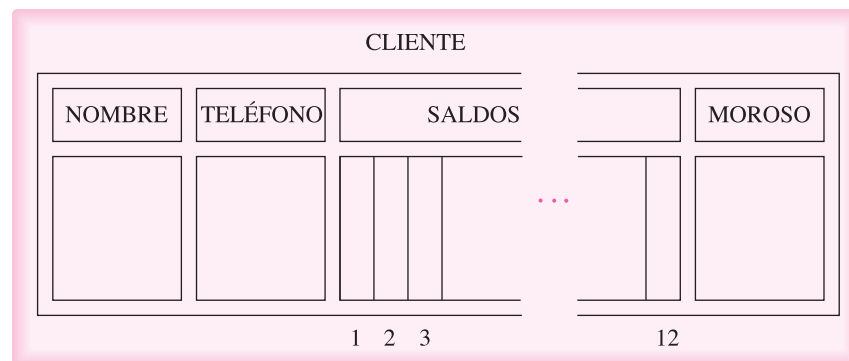 CLIENTE
NOMBRE TELÉFONO SALDOS MOROSO
...
1 2 3 12